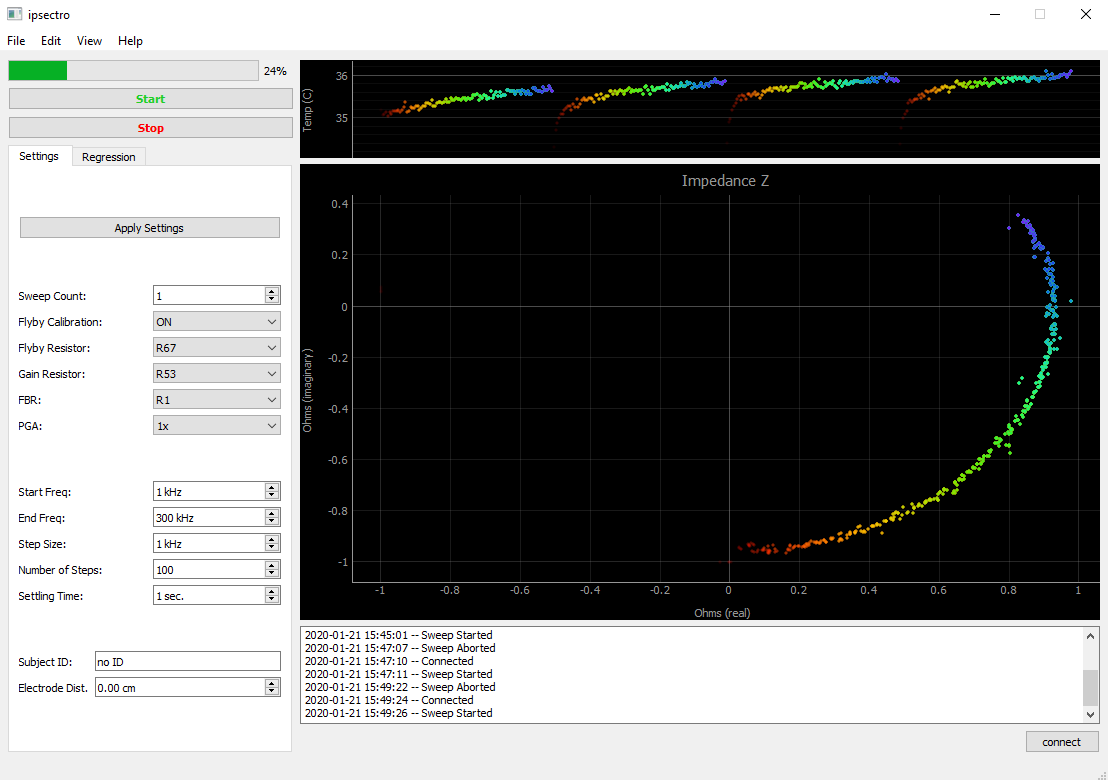 ipsectro
File Edit View Help
24%
Start
Stop
Settings Regression
Apply Settings
Sweep Count: 1
Flyby Calibration: ON
Flyby Resistor: R67
Gain Resistor: R53
FBR: R1
PGA: 1x
Start Freq: 1 kHz
End Freq: 300 kHz
Step Size: 1 kHz
Number of Steps: 100
Settling Time: 1 sec.
Subject ID: no ID
Electrode Dist. 0.00 cm
Temp (C)
36
35
Impedance Z
Ohms (imaginary)
0.4
0.2
0
-0.2
-0.4
-0.6
-0.8
-1
-1 -0.8 -0.6 -0.4 -0.2 0 0.2 0.4 0.6 0.8 1
Ohms (real)
2020-01-21 15:45:01 -- Sweep Started
2020-01-21 15:47:07 -- Sweep Aborted
2020-01-21 15:47:10 -- Connected
2020-01-21 15:47:11 -- Sweep Started
2020-01-21 15:49:22 -- Sweep Aborted
2020-01-21 15:49:24 -- Connected
2020-01-21 15:49:26 -- Sweep Started
connect